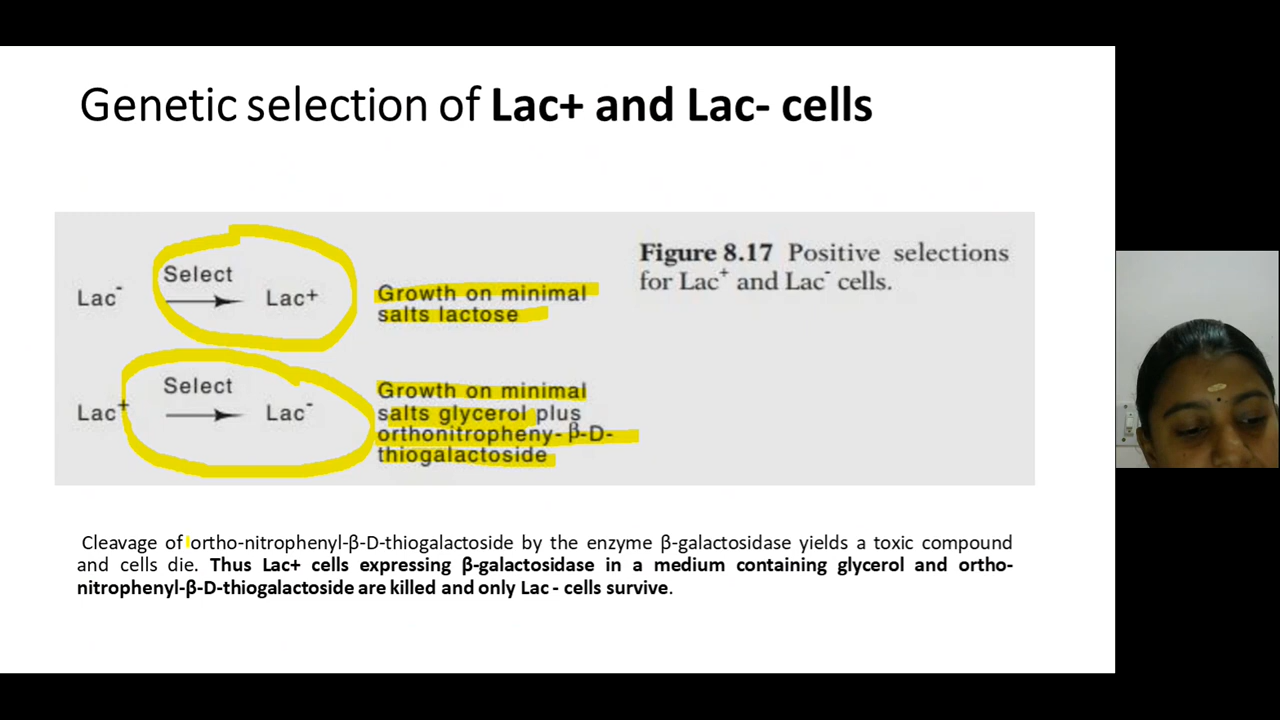 Genetic selection of Lac+ and Lac- cells
Lac⁻ Select Lac+ Growth on minimal
salts lactose
Figure 8.17 Positive selections
for Lac⁺ and Lac⁻ cells.
Lac⁺ Select Lac⁻ Growth on minimal
salts glycerol plus
orthonitropheny-β-D-
thiogalactoside
Cleavage of ortho-nitrophenyl-β-D-thiogalactoside by the enzyme β-galactosidase yields a toxic compound
and cells die. Thus Lac+ cells expressing β-galactosidase in a medium containing glycerol and ortho-
nitrophenyl-β-D-thiogalactoside are killed and only Lac - cells survive.